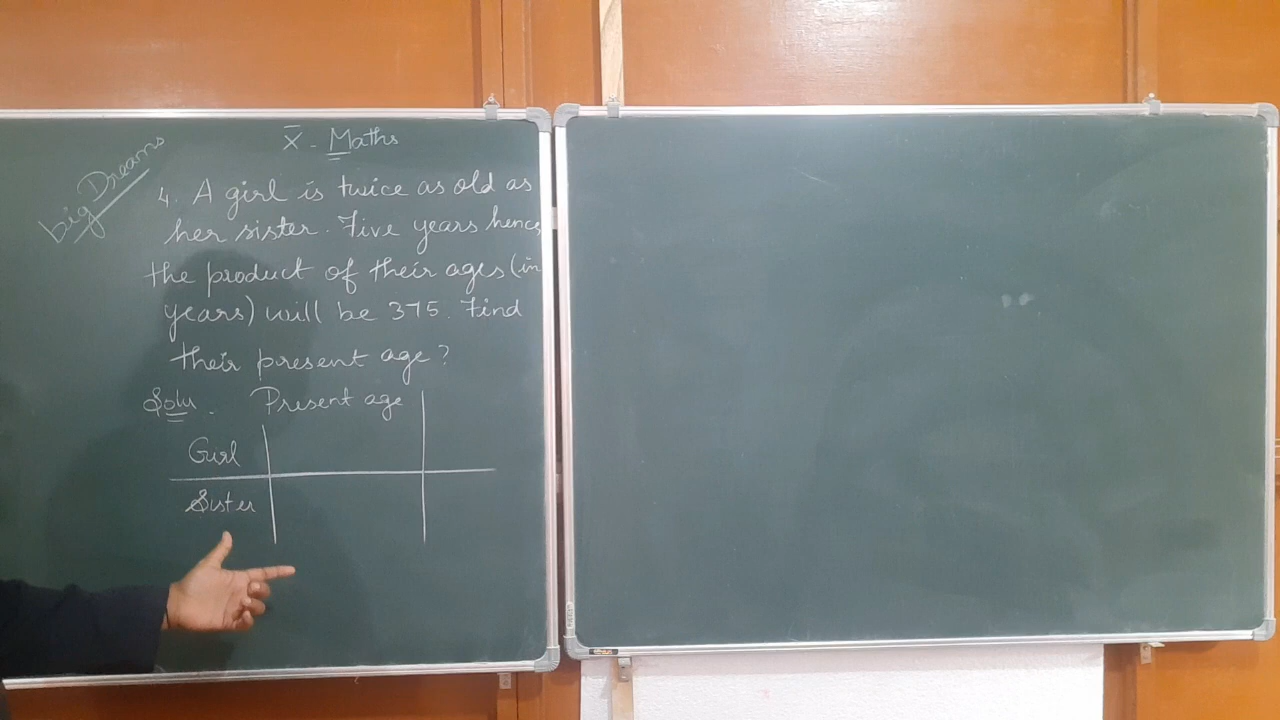 X - Maths
Big Dreams
4. A girl is twice as old as
her sister. Five years hence
the product of their ages (in
years) will be 375. Find
their present age?
Solu. Present age
Girl
Sister